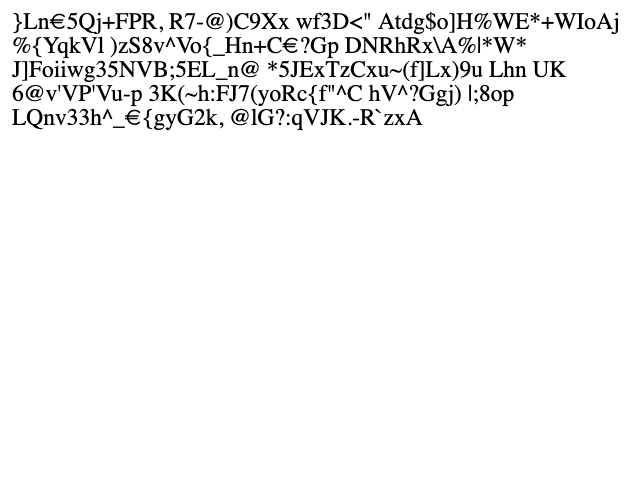 }Ln€5Qj+FPR, R7-@)C9Xx wf3D<" Atdg$o]H%WE*+WIoAj
%{YqkVl )zS8v^Vo{_Hn+C€?Gp DNRhRx\A%|*W*
J]Foiiwg35NVB;5EL_n@ *5JExTzCxu~(f]Lx)9u Lhn UK
6@v'VP'Vu-p 3K(~h:FJ7(yoRc{f"^C hV^?Ggj) |;8op
LQnv33h^_€{gyG2k, @lG?:qVJK.-R`zxA